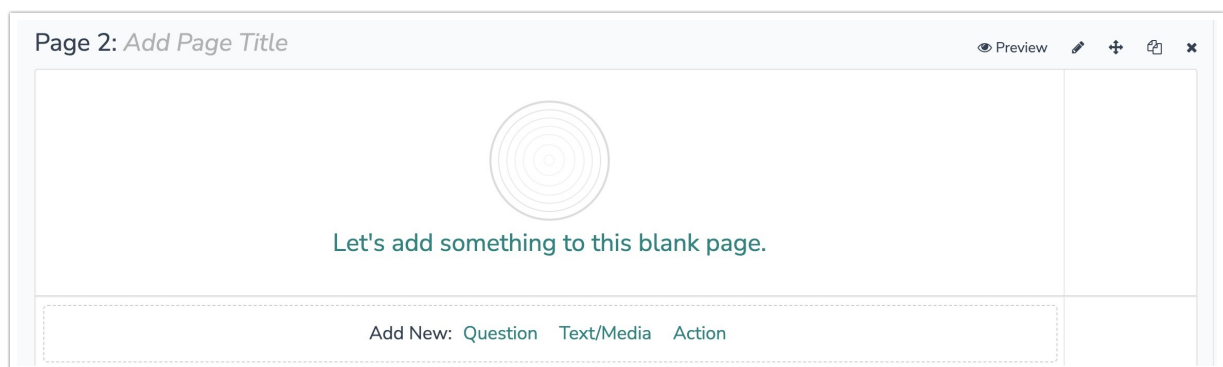 Page 2: Add Page Title
Preview
Let's add something to this blank page.
Add New: Question Text/Media Action